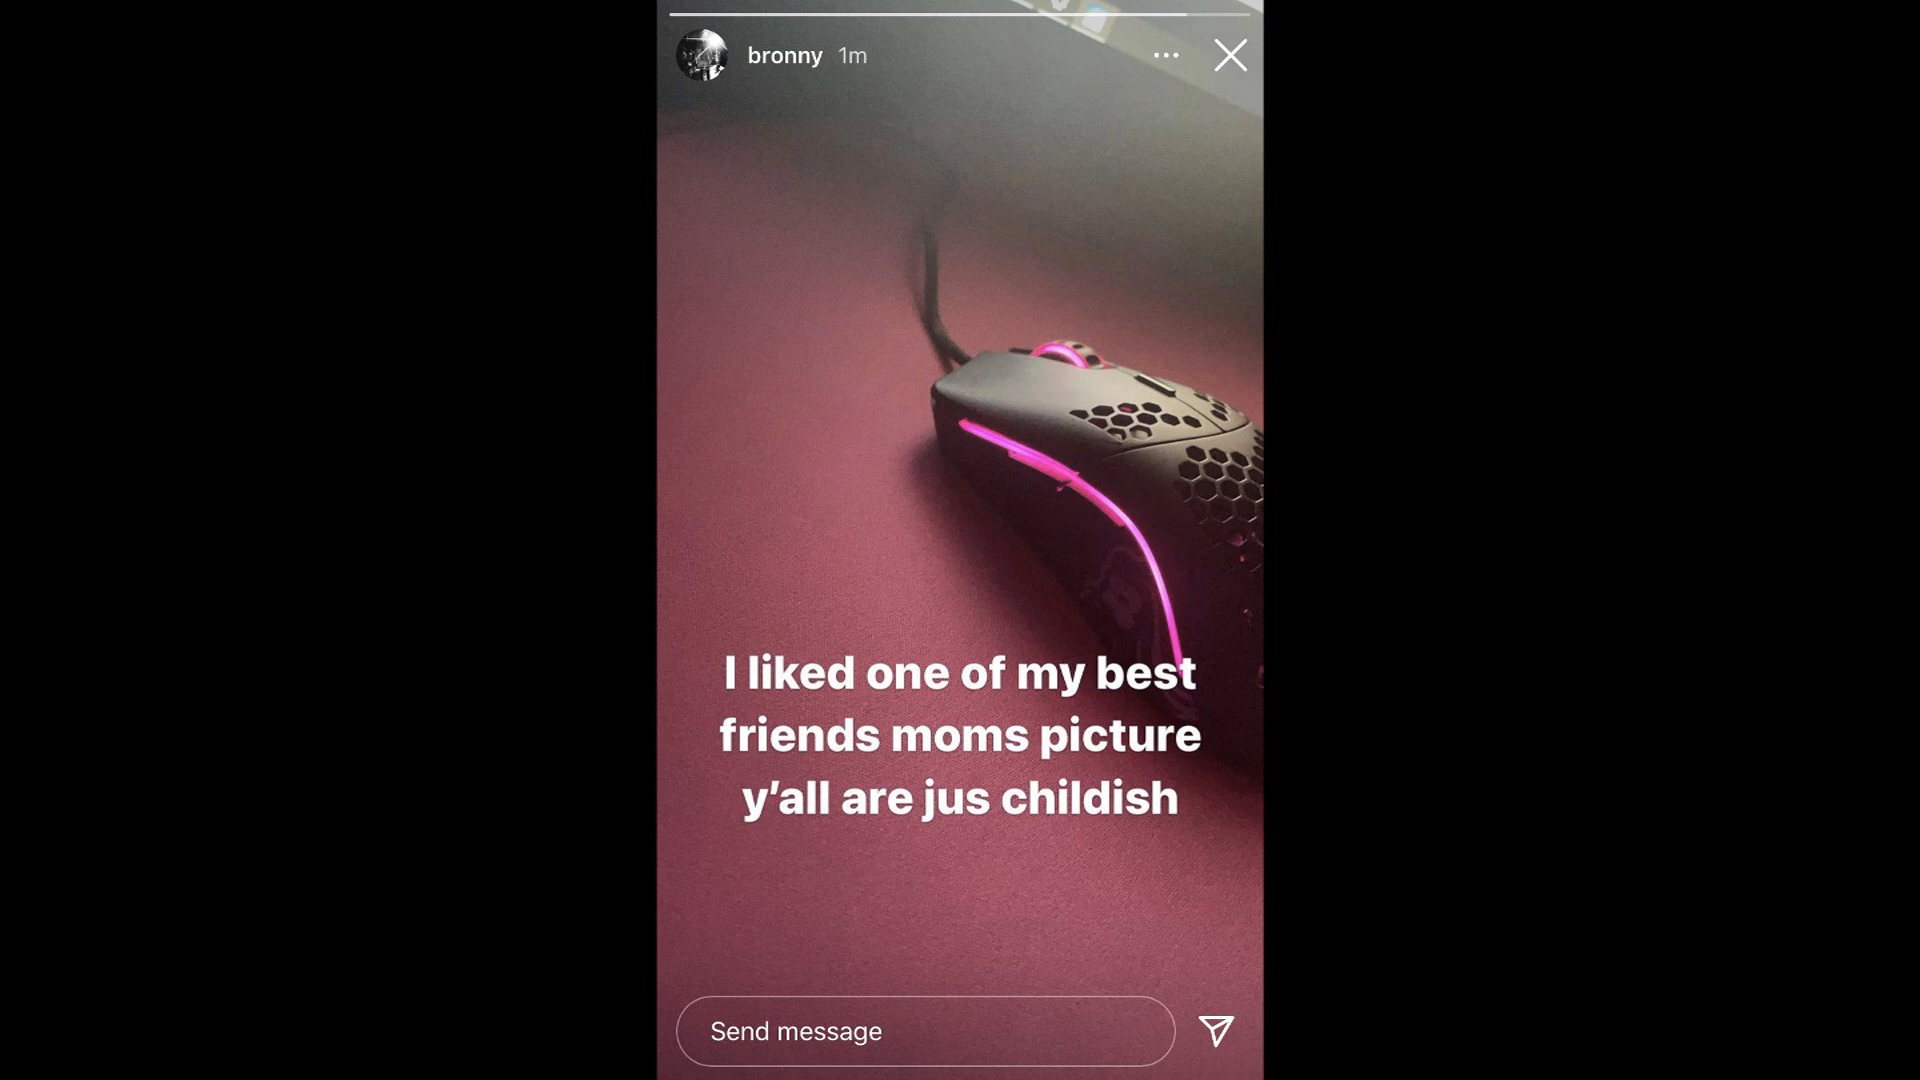 bronny 1m
I liked one of my best
friends moms picture
y'all are jus childish
Send message